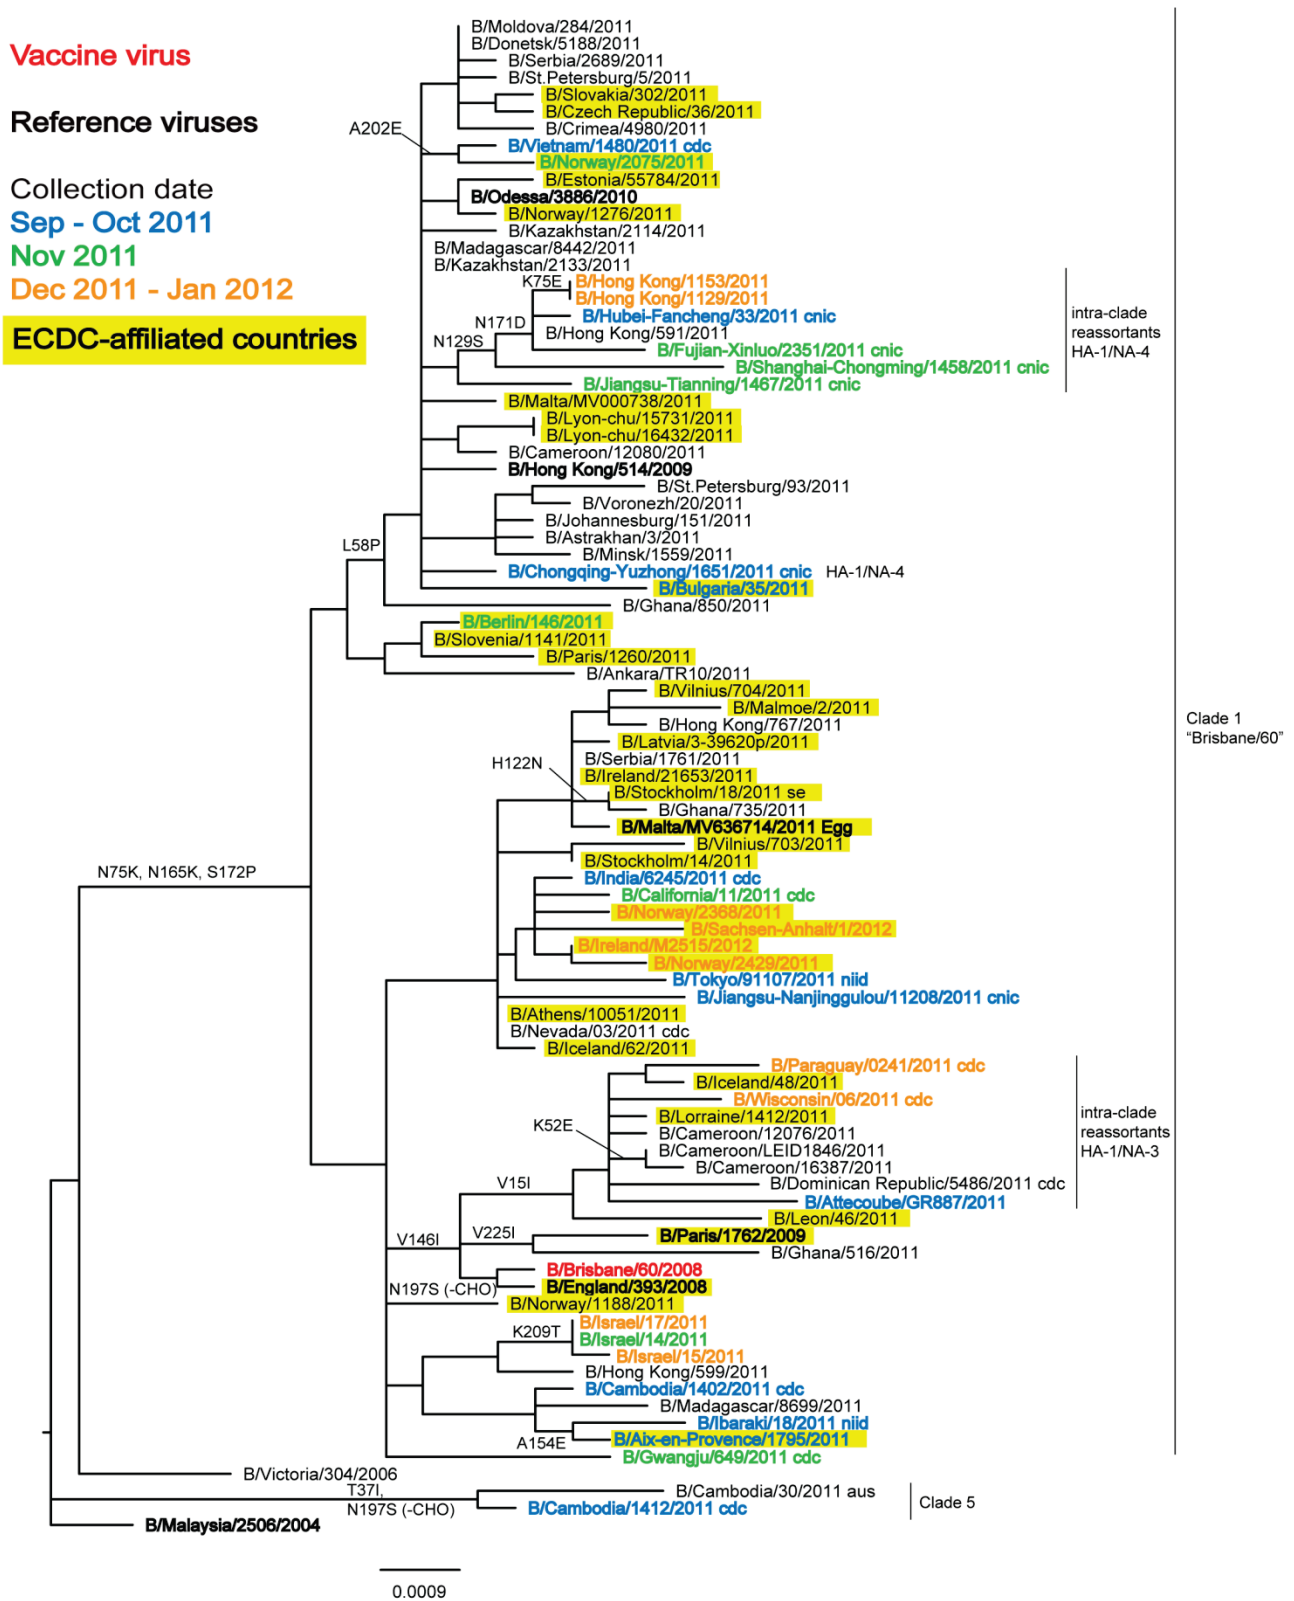 Vaccine virus
Reference viruses
Collection date
Sep - Oct 2011
Nov 2011
Dec 2011 - Jan 2012
ECDC-affiliated countries
B/Moldova/284/2011
B/Donetsk/5188/2011
B/Serbia/2689/2011
B/St.Petersburg/5/2011
B/Slovakia/302/2011
B/Czech Republic/36/2011
B/Crimea/4980/2011
A202E
B/Vietnam/1480/2011 cdc
B/Norway/2075/2011
B/Estonia/55784/2011
B/Odessa/3886/2010
B/Norway/1276/2011
B/Kazakhstan/2114/2011
B/Madagascar/8442/2011
B/Kazakhstan/2133/2011
K75E
B/Hong Kong/1153/2011
B/Hong Kong/1129/2011
B/Hubei-Fancheng/33/2011 cnic
N171D
B/Hong Kong/591/2011
N129S
B/Fujian-Xinluo/2351/2011 cnic
B/Shanghai-Chongming/1458/2011 cnic
B/Jiangsu-Tianning/1467/2011 cnic
intra-clade
reassortants
HA-1/NA-4
B/Malta/MV000738/2011
B/Lyon-chu/15731/2011
B/Lyon-chu/16432/2011
B/Cameroon/12080/2011
B/Hong Kong/514/2009
B/St.Petersburg/93/2011
B/Voronezh/20/2011
B/Johannesburg/151/2011
B/Astrakhan/3/2011
L58P
B/Minsk/1559/2011
B/Chongqing-Yuzhong/1651/2011 cnic HA-1/NA-4
B/Bulgaria/35/2011
B/Ghana/850/2011
B/Berlin/146/2011
B/Slovenia/1141/2011
B/Paris/1260/2011
B/Ankara/TR10/2011
B/Vilnius/704/2011
B/Malmoe/2/2011
B/Hong Kong/767/2011
Clade 1
"Brisbane/60"
B/Latvia/3-39620p/2011
B/Serbia/1761/2011
H122N
B/Ireland/21653/2011
B/Stockholm/18/2011 se
B/Ghana/735/2011
B/Malta/MV636714/2011 Egg
B/Vilnius/703/2011
B/Stockholm/14/2011
N75K, N165K, S172P
B/India/6245/2011 cdc
B/California/11/2011 cdc
B/Norway/2368/2011
B/Sachsen-Anhalt/1/2012
B/Ireland/M2515/2012
B/Norway/2429/2011
B/Tokyo/91107/2011 niid
B/Jiangsu-Nanjinggulou/11208/2011 cnic
B/Athens/10051/2011
B/Nevada/03/2011 cdc
B/Iceland/62/2011
B/Paraguay/0241/2011 cdc
B/Iceland/48/2011
B/Wisconsin/06/2011 cdc
B/Lorraine/1412/2011
K52E
B/Cameroon/12076/2011
B/Cameroon/LEID1846/2011
B/Cameroon/16387/2011
intra-clade
reassortants
HA-1/NA-3
V15I
B/Dominican Republic/5486/2011 cdc
B/Attecoube/GR887/2011
B/Leon/46/2011
V146I
V225I
B/Paris/1762/2009
B/Ghana/516/2011
B/Brisbane/60/2008
N197S (-CHO)
B/England/393/2008
B/Norway/1188/2011
B/Israel/17/2011
K209T
B/Israel/14/2011
B/Israel/15/2011
B/Hong Kong/599/2011
B/Cambodia/1402/2011 cdc
B/Madagascar/8699/2011
B/Ibaraki/18/2011 niid
A154E
B/Aix-en-Provence/1795/2011
B/Gwangju/649/2011 cdc
B/Victoria/304/2006
T37I,
N197S (-CHO)
B/Cambodia/30/2011 aus
B/Cambodia/1412/2011 cdc
Clade 5
B/Malaysia/2506/2004
0.0009